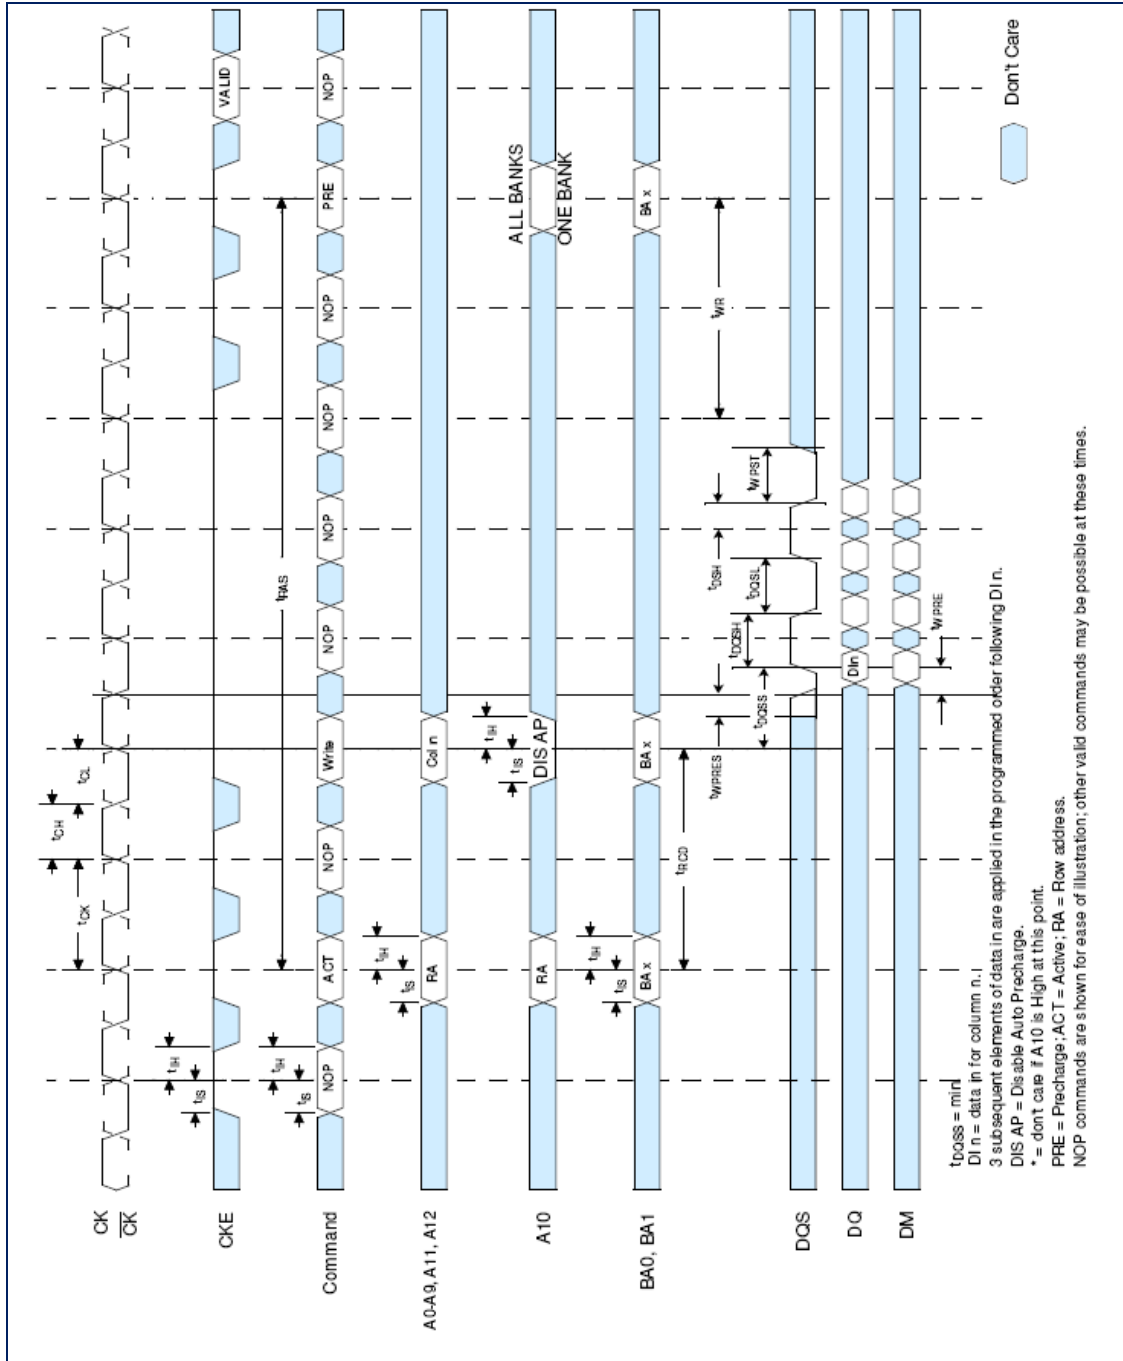 CK
CK
tCK
tCH
tCL
CKE
tIS
tIH
VALID
tRAS
Command
tIS
tIH
NOP
ACT
NOP
Write
NOP
NOP
NOP
NOP
PRE
NOP
A0-A9, A11, A12
tIS
tIH
RA
Col n
A10
RA
tIS
tIH
DIS AP
ALL BANKS
ONE BANK
BA0, BA1
tIS
tIH
BA x
BA x
BA x
tRCD
tWPRES
tDQSS
tDQSH
tDQSL
tDSH
tWPST
tWR
DQS
DQ
DIn
DM
tWPRE
Don't Care
tDQSS = min.
DI n = data in for column n.
3 subsequent elements of data in are applied in the programmed order following DI n.
DIS AP = Disable Auto Precharge.
* = don't care if A10 is High at this point.
PRE = Precharge; ACT = Active; RA = Row address.
NOP commands are shown for ease of illustration; other valid commands may be possible at these times.